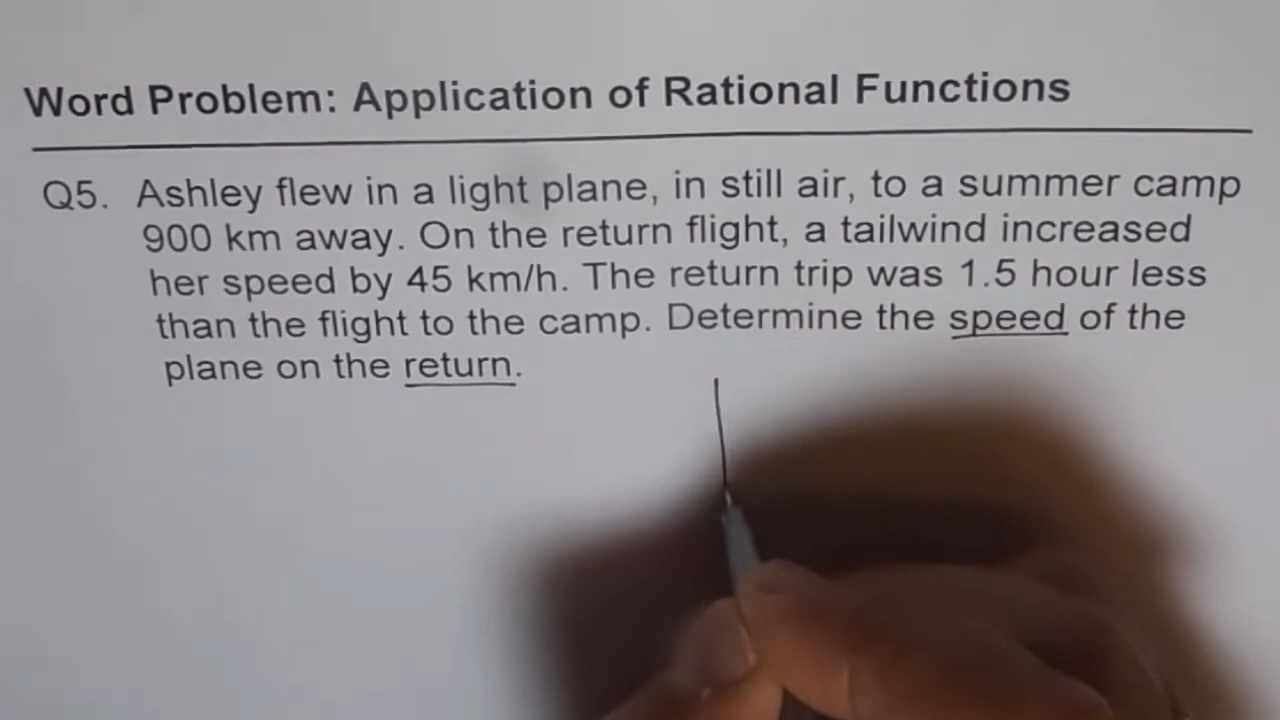 Word Problem: Application of Rational Functions
Q5. Ashley flew in a light plane, in still air, to a summer camp
900 km away. On the return flight, a tailwind increased
her speed by 45 km/h. The return trip was 1.5 hour less
than the flight to the camp. Determine the speed of the
plane on the return.